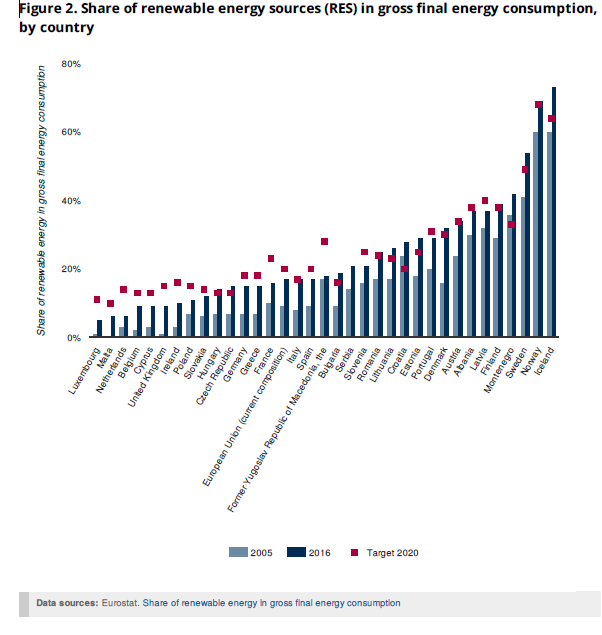 Figure 2. Share of renewable energy sources (RES) in gross final energy consumption,
by country
Share of renewable energy in gross final energy consumption
80%
60%
40%
20%
0%
Luxembourg
Malta
Netherlands
Belgium
Cyprus
United Kingdom
Ireland
Poland
Slovakia
Hungary
Czech Republic
Germany
Greece
France
European Union (current composition)
Italy
Spain
Former Yugoslav Republic of Macedonia, the
Bulgaria
Serbia
Slovenia
Romania
Lithuania
Croatia
Estonia
Portugal
Denmark
Austria
Albania
Latvia
Finland
Montenegro
Sweden
Norway
Iceland
2005 2016 Target 2020
Data sources: Eurostat. Share of renewable energy in gross final energy consumption